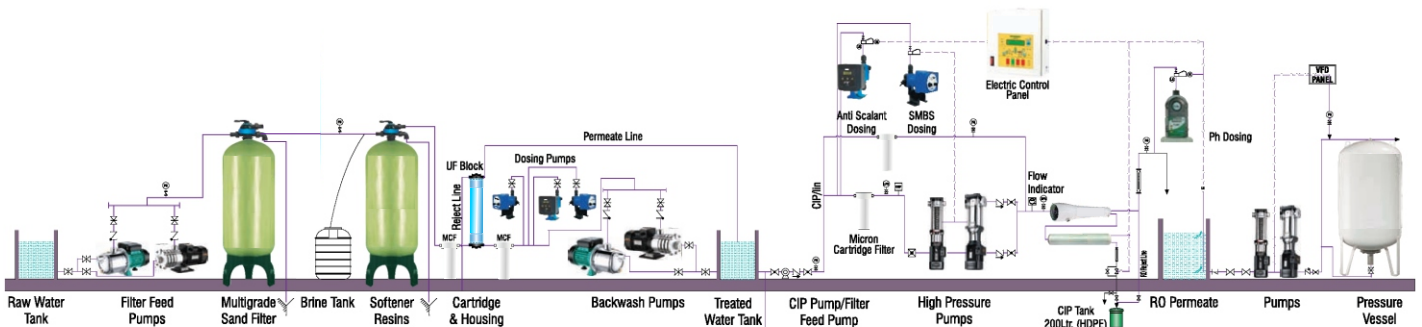 Electric Control
Panel
VFD
PANEL
Anti Scalant
Dosing
SMBS
Dosing
Ph Dosing
Permeate Line
UF Block
Dosing Pumps
Reject Line
MCF
MCF
CIP/lin
Micron
Cartridge Filter
Flow
Indicator
Raw Water
Tank
Filter Feed
Pumps
Multigrade
Sand Filter
Brine Tank
Softener
Resins
Cartridge
& Housing
Backwash Pumps
Treated
Water Tank
CIP Pump/Filter
Feed Pump
High Pressure
Pumps
CIP Tank
200Ltr. (HDPE)
RO Permeate
Pumps
Pressure
Vessel